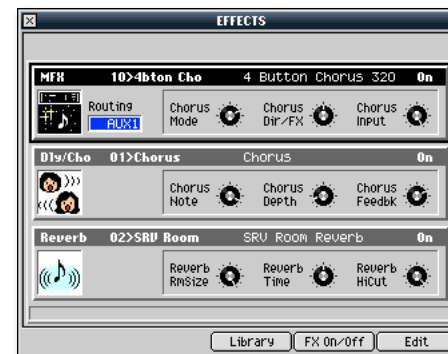 EFFECTS
MFX 10>4bton Cho 4 Button Chorus 320 On
Routing
AUX1
Chorus Mode
Chorus Dir/FX
Chorus Input
Dly/Cho 01>Chorus Chorus On
Chorus Note
Chorus Depth
Chorus Feedbk
Reverb 02>SRV Room SRV Room Reverb On
Reverb RmSize
Reverb Time
Reverb HiCut
Library FX On/Off Edit